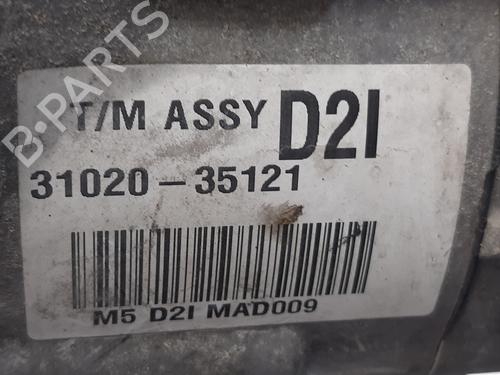 B-PARTS
T/M ASSY D2I
31020-35121
M5 D2I MAD009